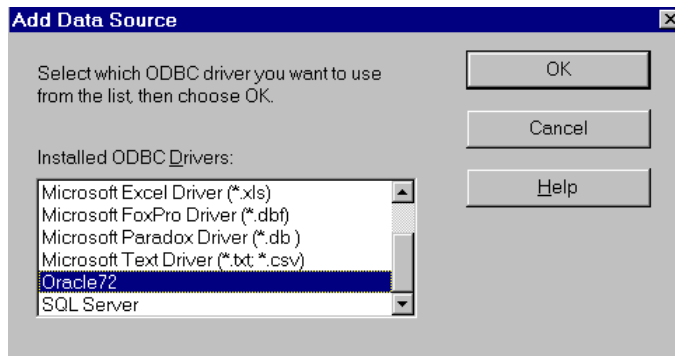 Add Data Source
Select which ODBC driver you want to use
from the list, then choose OK.
OK
Cancel
Help
Installed ODBC Drivers:
Microsoft Excel Driver (*.xls)
Microsoft FoxPro Driver (*.dbf)
Microsoft Paradox Driver (*.db )
Microsoft Text Driver (*.txt; *.csv)
Oracle72
SQL Server